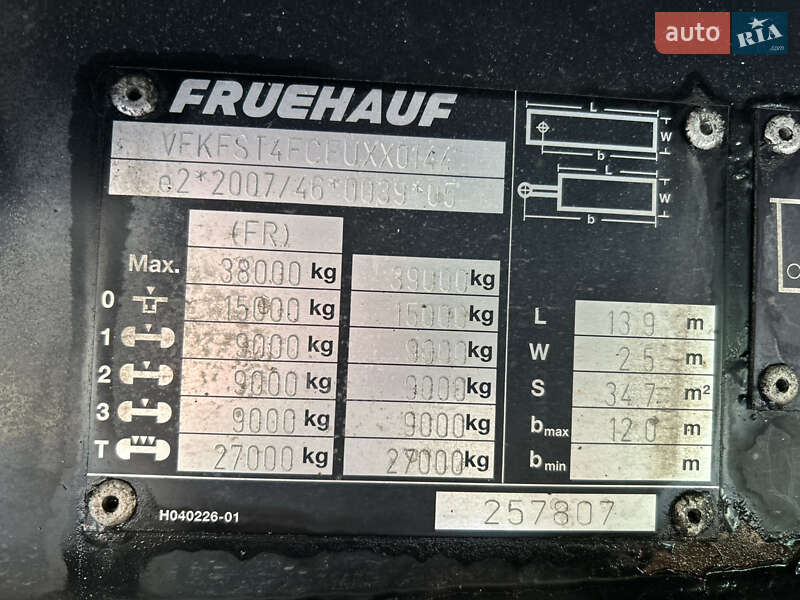 auto RIA .com
FRUEHAUF
VFKFST4FCFUXX0144
e2*2007/46*0039*05
(FR)
Max. 38000 kg 39000 kg
0 15000 kg 15000 kg
1 9000 kg 9000 kg
2 9000 kg 9000 kg
3 9000 kg 9000 kg
T 27000 kg 27000 kg
L
W
b
L
W
b
L 13.9 m
W 2.5 m
S 34.7 m²
bmax 12.0 m
bmin m
H040226-01
257807